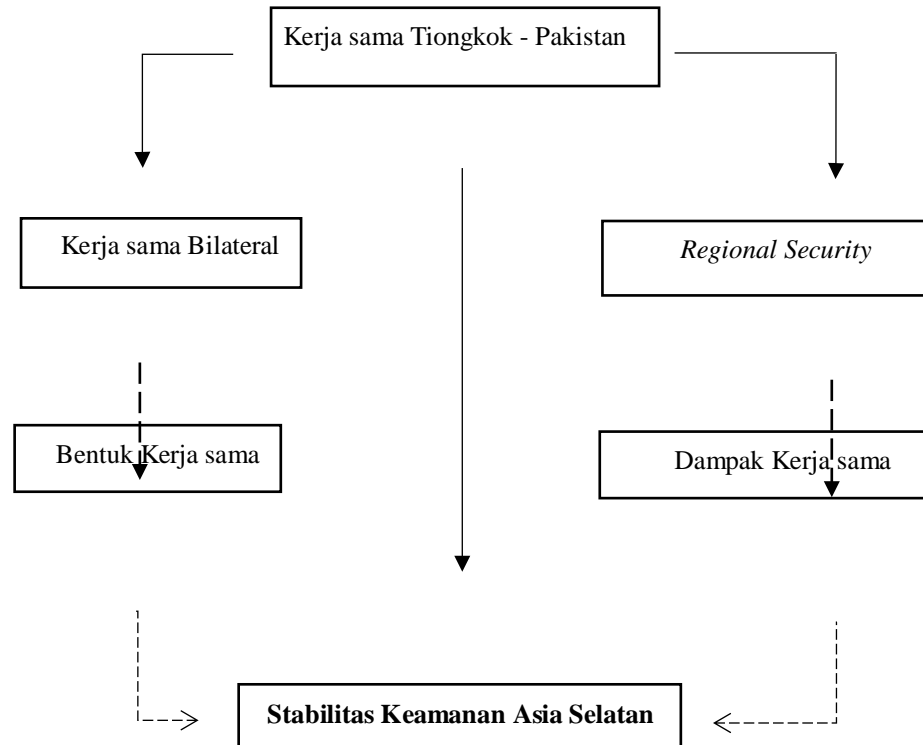 Kerja sama Tiongkok - Pakistan
Kerja sama Bilateral
Regional Security
Bentuk Kerja sama
Dampak Kerja sama
Stabilitas Keamanan Asia Selatan